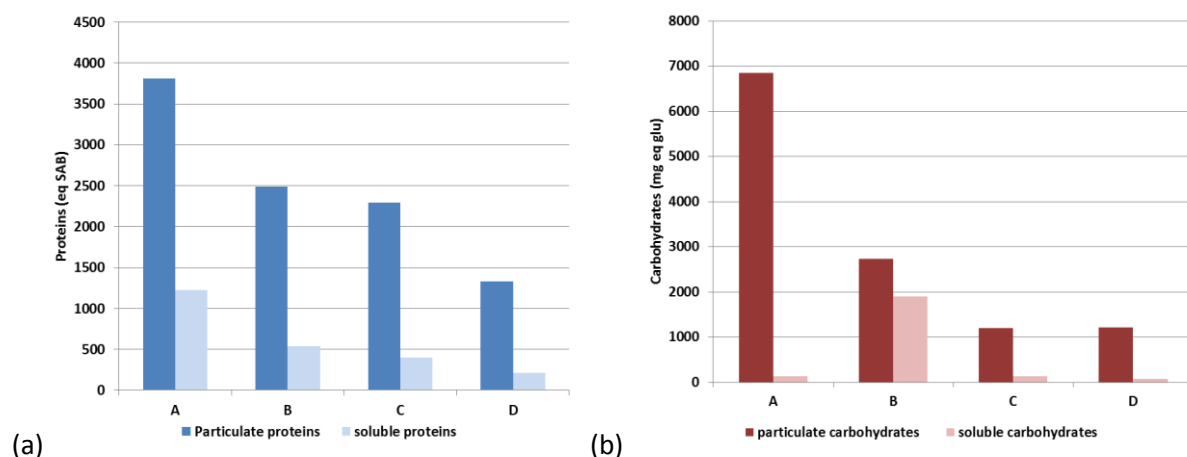 4500
4000
3500
3000
2500
2000
1500
1000
500
0
Proteins (eq SAB)
A B C D
Particulate proteins soluble proteins
(a)
8000
7000
6000
5000
4000
3000
2000
1000
0
Carbohydrates (mg eq glu)
A B C D
particulate carbohydrates soluble carbohydrates
(b)